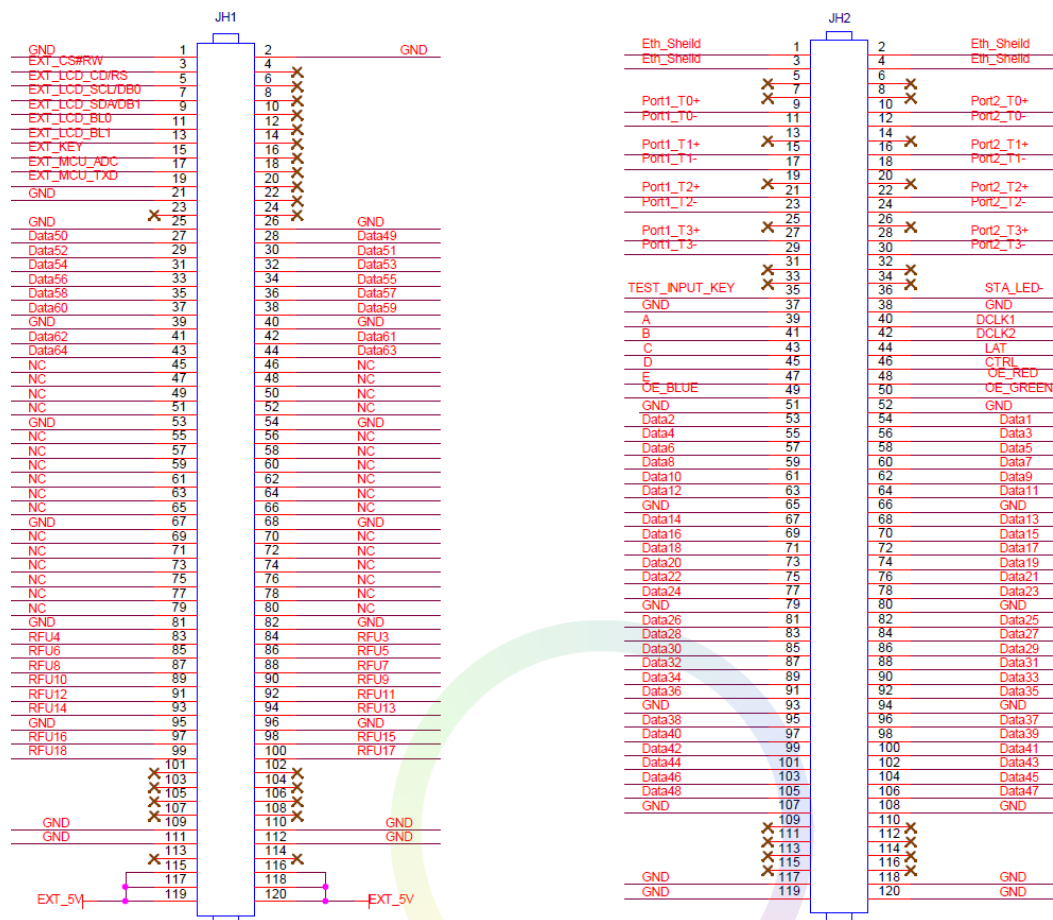 JH1
GND 1 2 GND
EXT_CS#RW 3 4
EXT_LCD_CD/RS 5 6
EXT_LCD_SCL/DB0 7 8
EXT_LCD_SDA/DB1 9 10
EXT_LCD_BL0 11 12
EXT_LCD_BL1 13 14
EXT_KEY 15 16
EXT_MCU_ADC 17 18
EXT_MCU_TXD 19 20
GND 21 22
23 24
GND 25 26 GND
Data50 27 28 Data49
Data52 29 30 Data51
Data54 31 32 Data53
Data56 33 34 Data55
Data58 35 36 Data57
Data60 37 38 Data59
GND 39 40 GND
Data62 41 42 Data61
Data64 43 44 Data63
NC 45 46 NC
NC 47 48 NC
NC 49 50 NC
NC 51 52 NC
GND 53 54 GND
NC 55 56 NC
NC 57 58 NC
NC 59 60 NC
NC 61 62 NC
NC 63 64 NC
NC 65 66 NC
GND 67 68 GND
NC 69 70 NC
NC 71 72 NC
NC 73 74 NC
NC 75 76 NC
NC 77 78 NC
NC 79 80 NC
GND 81 82 GND
RFU4 83 84 RFU3
RFU6 85 86 RFU5
RFU8 87 88 RFU7
RFU10 89 90 RFU9
RFU12 91 92 RFU11
RFU14 93 94 RFU13
GND 95 96 GND
RFU16 97 98 RFU15
RFU18 99 100 RFU17
101 102
103 104
105 106
107 108
GND 109 110 GND
GND 111 112 GND
113 114
115 116
117 118
EXT_5V 119 120 EXT_5V
JH2
Eth_Sheild 1 2 Eth_Sheild
Eth_Sheild 3 4 Eth_Sheild
5 6
7 8
Port1_T0+ 9 10 Port2_T0+
Port1_T0- 11 12 Port2_T0-
13 14
Port1_T1+ 15 16 Port2_T1+
Port1_T1- 17 18 Port2_T1-
19 20
Port1_T2+ 21 22 Port2_T2+
Port1_T2- 23 24 Port2_T2-
25 26
Port1_T3+ 27 28 Port2_T3+
Port1_T3- 29 30 Port2_T3-
31 32
33 34
TEST_INPUT_KEY 35 36 STA_LED-
GND 37 38 GND
A 39 40 DCLK1
B 41 42 DCLK2
C 43 44 LAT
D 45 46 CTRL
E 47 48 OE_RED
OE_BLUE 49 50 OE_GREEN
GND 51 52 GND
Data2 53 54 Data1
Data4 55 56 Data3
Data6 57 58 Data5
Data8 59 60 Data7
Data10 61 62 Data9
Data12 63 64 Data11
GND 65 66 GND
Data14 67 68 Data13
Data16 69 70 Data15
Data18 71 72 Data17
Data20 73 74 Data19
Data22 75 76 Data21
Data24 77 78 Data23
GND 79 80 GND
Data26 81 82 Data25
Data28 83 84 Data27
Data30 85 86 Data29
Data32 87 88 Data31
Data34 89 90 Data33
Data36 91 92 Data35
GND 93 94 GND
Data38 95 96 Data37
Data40 97 98 Data39
Data42 99 100 Data41
Data44 101 102 Data43
Data46 103 104 Data45
Data48 105 106 Data47
GND 107 108 GND
109 110
111 112
113 114
115 116
GND 117 118 GND
GND 119 120 GND